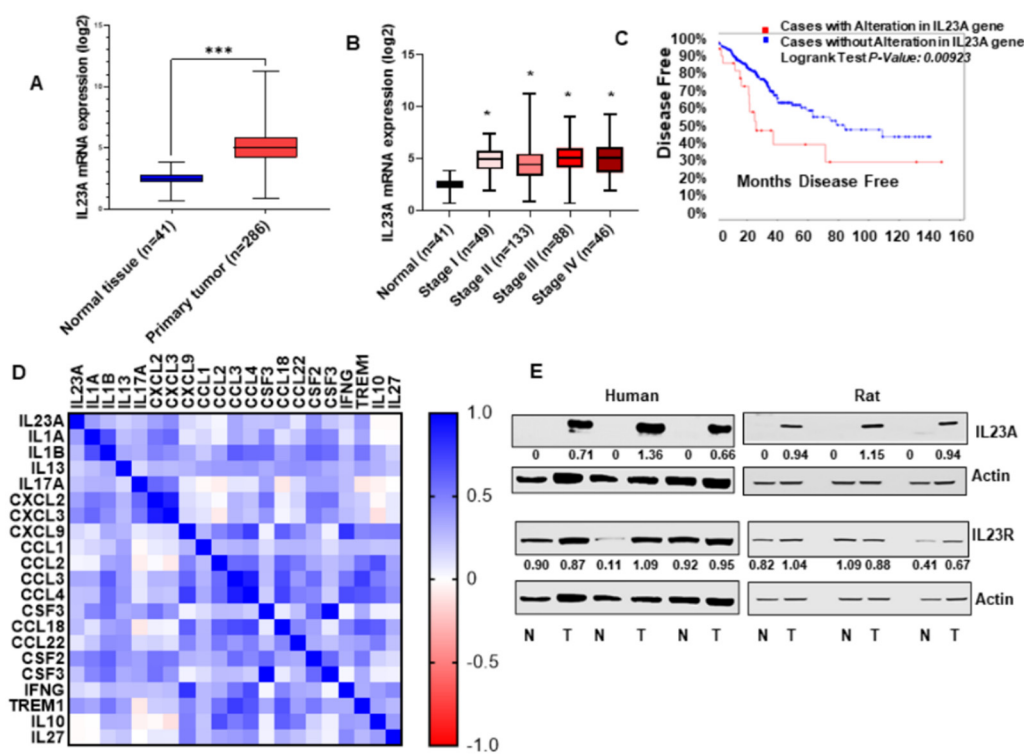 A
IL23A mRNA expression (log2)
15
10
5
0
***
Normal tissue (n=41)
Primary tumor (n=286)
B
IL23A mRNA expression (log2)
15
10
5
0
*
*
*
*
Normal (n=41)
Stage I (n=49)
Stage II (n=133)
Stage III (n=88)
Stage IV (n=46)
C
Cases with Alteration in IL23A gene
Cases without Alteration in IL23A gene
Logrank Test P-Value: 0.00923
Disease Free
100%
90%
80%
70%
60%
50%
40%
30%
20%
10%
0%
Months Disease Free
0 20 40 60 80 100 120 140 160
D
IL23A
IL1A
IL1B
IL13
IL17A
CXCL2
CXCL3
CXCL9
CCL1
CCL2
CCL3
CCL4
CSF3
CCL18
CCL22
CSF2
CSF3
IFNG
TREM1
IL10
IL27
IL23A
IL1A
IL1B
IL13
IL17A
CXCL2
CXCL3
CXCL9
CCL1
CCL2
CCL3
CCL4
CSF3
CCL18
CCL22
CSF2
CSF3
IFNG
TREM1
IL10
IL27
1.0
0.5
0
-0.5
-1.0
E
Human Rat
IL23A
0 0.71 0 1.36 0 0.66 0 0.94 0 1.15 0 0.94
Actin
IL23R
0.90 0.87 0.11 1.09 0.92 0.95 0.82 1.04 1.09 0.88 0.41 0.67
Actin
N T N T N T N T N T N T